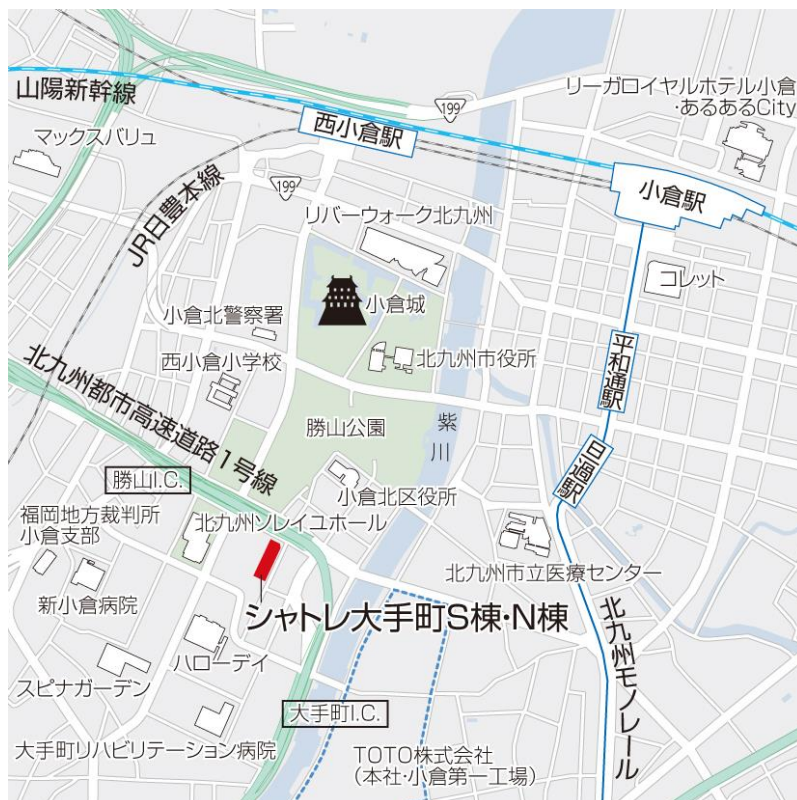 山陽新幹線
マックスバリュ
西小倉駅
199
リーガロイヤルホテル小倉
・あるあるCity
小倉駅
JR日豊本線
199
リバーウォーク北九州
コレット
小倉城
小倉北警察署
西小倉小学校
北九州市役所
平和通駅
北九州都市高速道路1号線
勝山公園
紫川
旦過駅
勝山I.C.
小倉北区役所
福岡地方裁判所
小倉支部
北九州ソレイユホール
北九州市立医療センター
新小倉病院
シャトレ大手町S棟・N棟
北九州モノレール
ハローデイ
スピナガーデン
大手町I.C.
大手町リハビリテーション病院
TOTO株式会社
(本社・小倉第一工場)